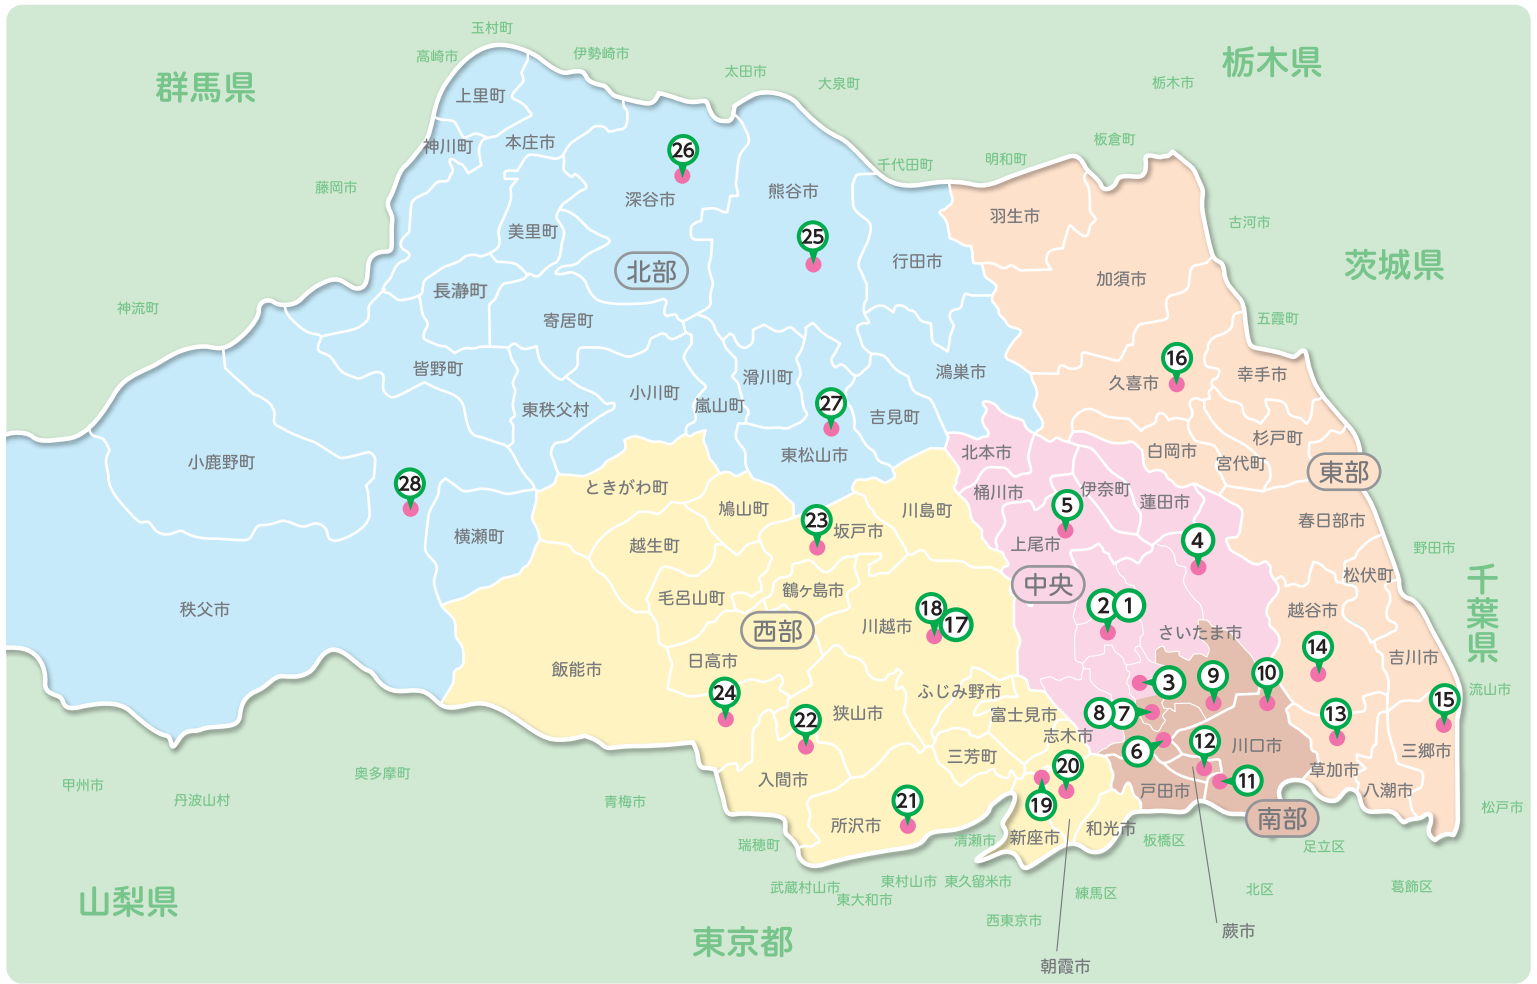 玉村町
高崎市
伊勢崎市
太田市
大泉町
群馬県
栃木県
栃木市
上里町
神川町
本庄市
26
千代田町
明和町
板倉町
藤岡市
深谷市
熊谷市
羽生市
古河市
美里町
25
北部
行田市
加須市
茨城県
長瀞町
神流町
寄居町
五霞町
皆野町
小川町
滑川町
鴻巣市
16
久喜市
幸手市
東秩父村
嵐山町
27
吉見町
小鹿野町
東松山市
北本市
白岡市
杉戸町
宮代町
東部
28
ときがわ町
桶川市
伊奈町
蓮田市
鳩山町
川島町
5
春日部市
横瀬町
越生町
23
坂戸市
上尾市
4
野田市
松伏町
千葉県
毛呂山町
鶴ヶ島市
中央
秩父市
西部
18
17
川越市
2
1
さいたま市
越谷市
飯能市
日高市
14
吉川市
24
ふじみ野市
3
9
10
流山市
22
狭山市
富士見市
8
7
13
15
志木市
6
12
川口市
三郷市
入間市
三芳町
20
草加市
甲州市
奥多摩町
丹波山村
青梅市
19
戸田市
11
八潮市
松戸市
21
所沢市
新座市
和光市
南部
瑞穂町
清瀬市
板橋区
足立区
武蔵村山市
東大和市
東村山市
東久留米市
練馬区
北区
葛飾区
山梨県
西東京市
東京都
蕨市
朝霞市